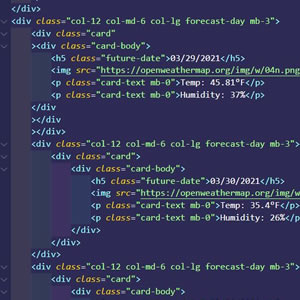 </div>
<div class="col-12 col-md-6 col-lg forecast-day mb-3">
<div class="card"
><div class="card-body">
<h5 class="future-date">03/29/2021</h5>
<img src="https://openweathermap.org/img/w/04n.png
<p class="card-text mb-0">Temp: 45.81°F</p>
<p class="card-text mb-0">Humidity: 37%</p>
</div
></div
></div>
<div class="col-12 col-md-6 col-lg forecast-day mb-3">
<div class="card">
<div class="card-body">
<h5 class="future-date">03/30/2021</h5>
<img src="https://openweathermap.org/img/w
<p class="card-text mb-0">Temp: 35.4°F</p>
<p class="card-text mb-0">Humidity: 26%</p>
</div>
</div>
</div>
<div class="col-12 col-md-6 col-lg forecast-day mb-3">
<div class="card">
<div class="card-body">